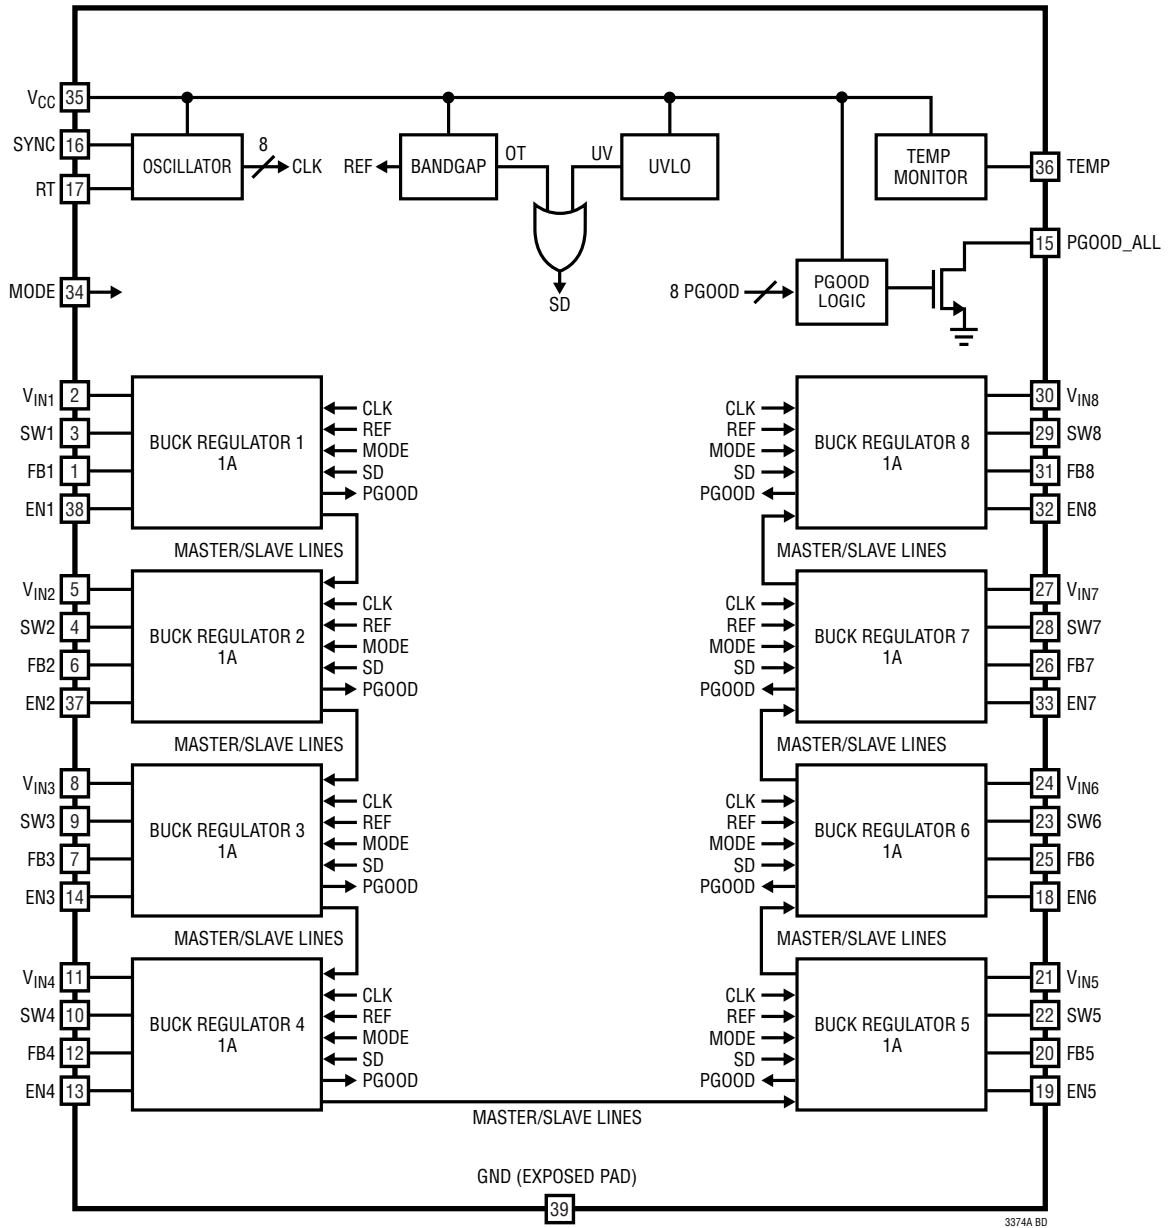 VCC 35
SYNC 16
RT 17
OSCILLATOR
8
CLK
REF
BANDGAP
OT
UV
UVLO
TEMP
MONITOR
36 TEMP
15 PGOOD_ALL
MODE 34
SD
8 PGOOD
PGOOD
LOGIC
VIN1 2
SW1 3
FB1 1
EN1 38
BUCK REGULATOR 1
1A
CLK
REF
MODE
SD
PGOOD
MASTER/SLAVE LINES
VIN2 5
SW2 4
FB2 6
EN2 37
BUCK REGULATOR 2
1A
CLK
REF
MODE
SD
PGOOD
MASTER/SLAVE LINES
VIN3 8
SW3 9
FB3 7
EN3 14
BUCK REGULATOR 3
1A
CLK
REF
MODE
SD
PGOOD
MASTER/SLAVE LINES
VIN4 11
SW4 10
FB4 12
EN4 13
BUCK REGULATOR 4
1A
CLK
REF
MODE
SD
PGOOD
MASTER/SLAVE LINES
CLK
REF
MODE
SD
PGOOD
BUCK REGULATOR 8
1A
30 VIN8
29 SW8
31 FB8
32 EN8
MASTER/SLAVE LINES
CLK
REF
MODE
SD
PGOOD
BUCK REGULATOR 7
1A
27 VIN7
28 SW7
26 FB7
33 EN7
MASTER/SLAVE LINES
CLK
REF
MODE
SD
PGOOD
BUCK REGULATOR 6
1A
24 VIN6
23 SW6
25 FB6
18 EN6
MASTER/SLAVE LINES
CLK
REF
MODE
SD
PGOOD
BUCK REGULATOR 5
1A
21 VIN5
22 SW5
20 FB5
19 EN5
GND (EXPOSED PAD)
39
3374A BD